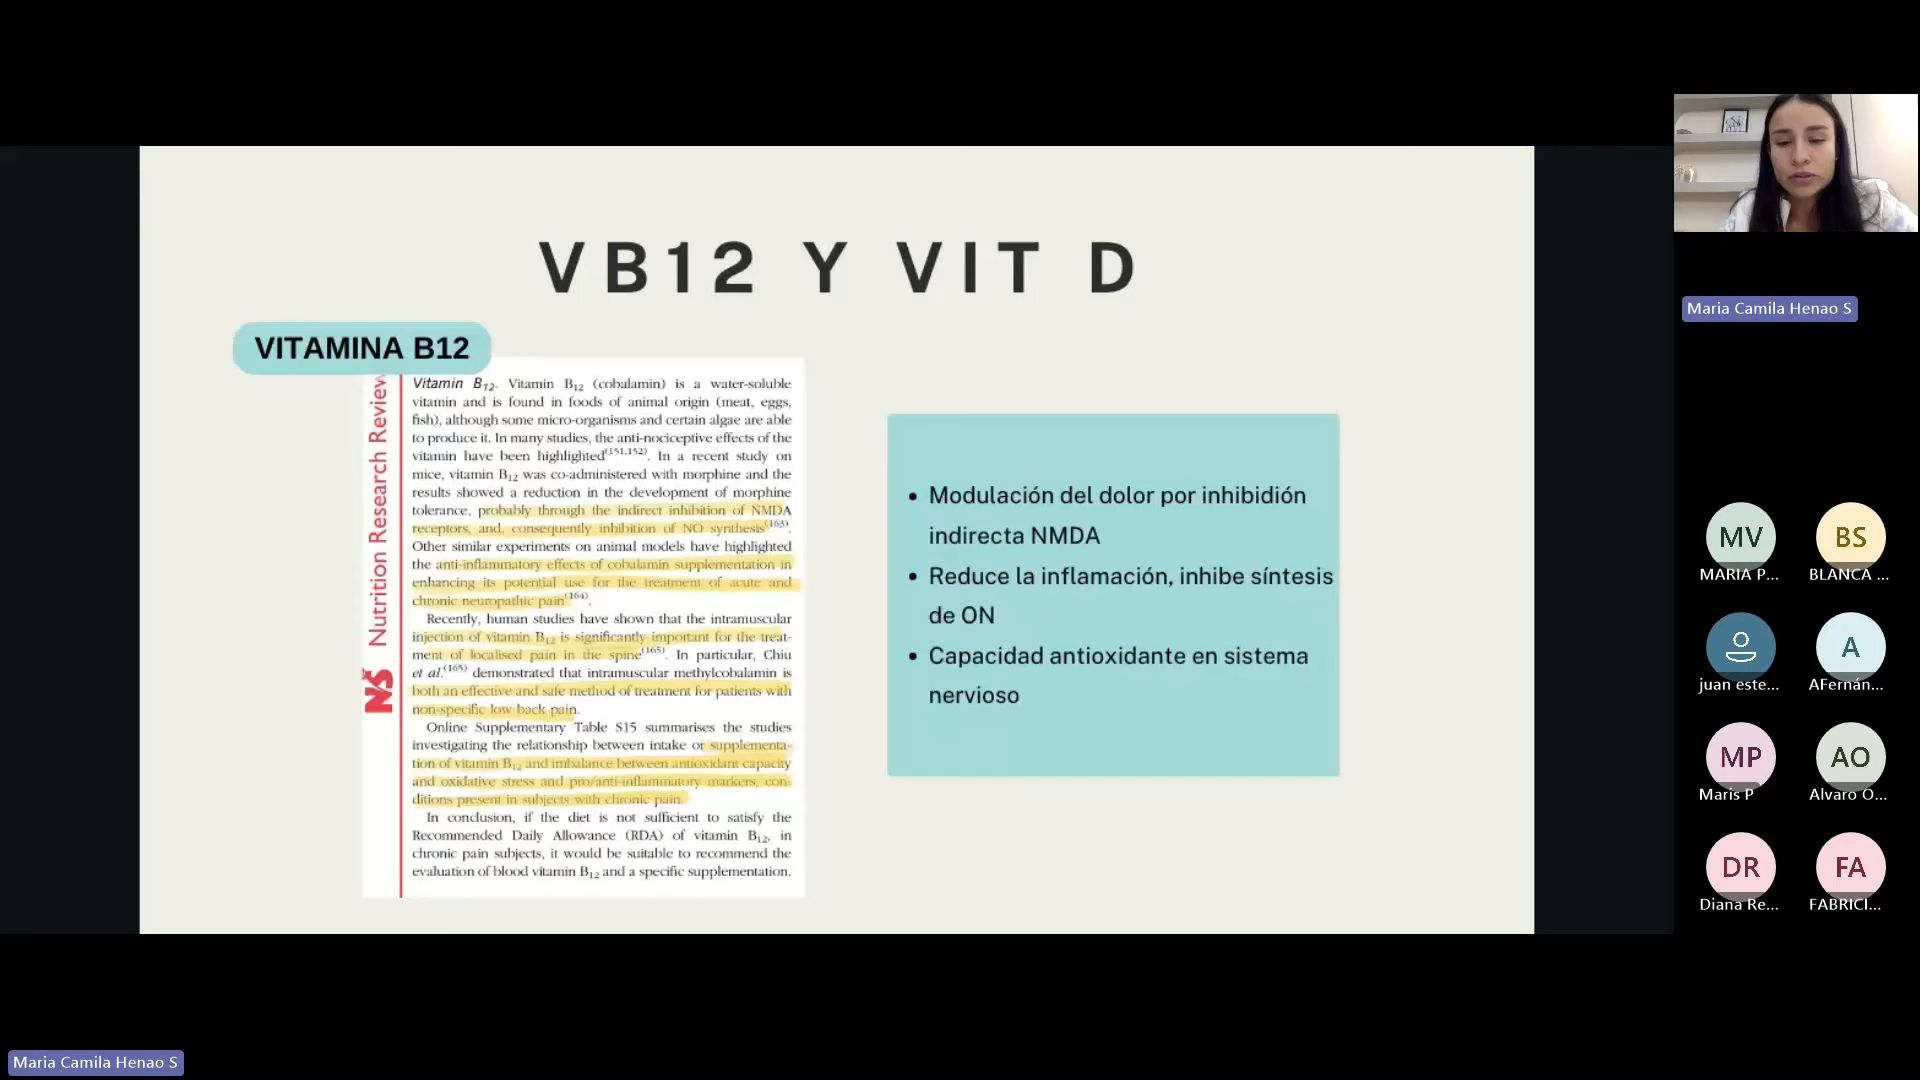 VB12 Y VIT D
VITAMINA B12
Nutrition Research Reviews
Vitamin B12. Vitamin B12 (cobalamin) is a water-soluble
vitamin and is found in foods of animal origin (meat, eggs,
fish), although some micro-organisms and certain algae are able
to produce it. In many studies, the anti-nociceptive effects of the
vitamin have been highlighted(151,152). In a recent study on
mice, vitamin B12 was co-administered with morphine and the
results showed a reduction in the development of morphine
tolerance, probably through the indirect inhibition of NMDA
receptors, and, consequently inhibition of NO synthesis(163).
Other similar experiments on animal models have highlighted
the anti-inflammatory effects of cobalamin supplementation in
enhancing its potential use for the treatment of acute and
chronic neuropathic pain(164).
Recently, human studies have shown that the intramuscular
injection of vitamin B12 is significantly important for the treat-
ment of localised pain in the spine(165). In particular, Chiu
et al.(165) demonstrated that intramuscular methylcobalamin is
both an effective and safe method of treatment for patients with
non-specific low back pain.
Online Supplementary Table S15 summarises the studies
investigating the relationship between intake or supplementa-
tion of vitamin B12 and imbalance between antioxidant capacity
and oxidative stress and pro/anti-inflammatory markers, con-
ditions present in subjects with chronic pain.
In conclusion, if the diet is not sufficient to satisfy the
Recommended Daily Allowance (RDA) of vitamin B12, in
chronic pain subjects, it would be suitable to recommend the
evaluation of blood vitamin B12 and a specific supplementation.
• Modulación del dolor por inhibidión
indirecta NMDA
• Reduce la inflamación, inhibe síntesis
de ON
• Capacidad antioxidante en sistema
nervioso
Maria Camila Henao S
MV
BS
MARIA P...
BLANCA ...
A
juan este...
AFernán...
MP
AO
Maris P
Alvaro O...
DR
FA
Diana Re...
FABRICI...
Maria Camila Henao S